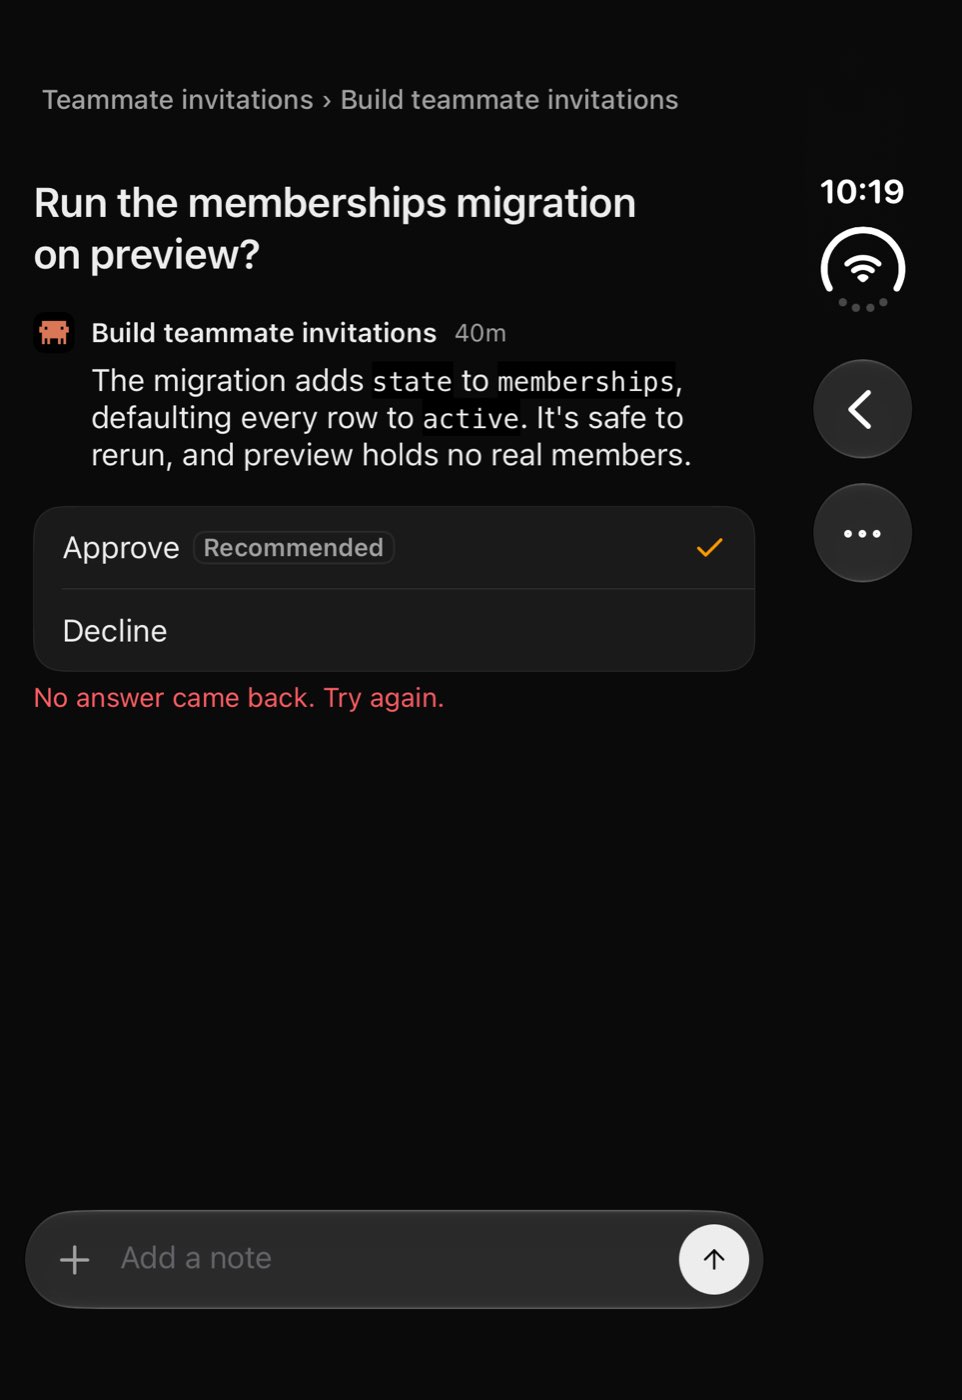 Teammate invitations › Build teammate invitations
Run the memberships migration
on preview?
10:19
Build teammate invitations 40m
The migration adds state to memberships,
defaulting every row to active. It's safe to
rerun, and preview holds no real members.
Approve Recommended
Decline
No answer came back. Try again.
Add a note